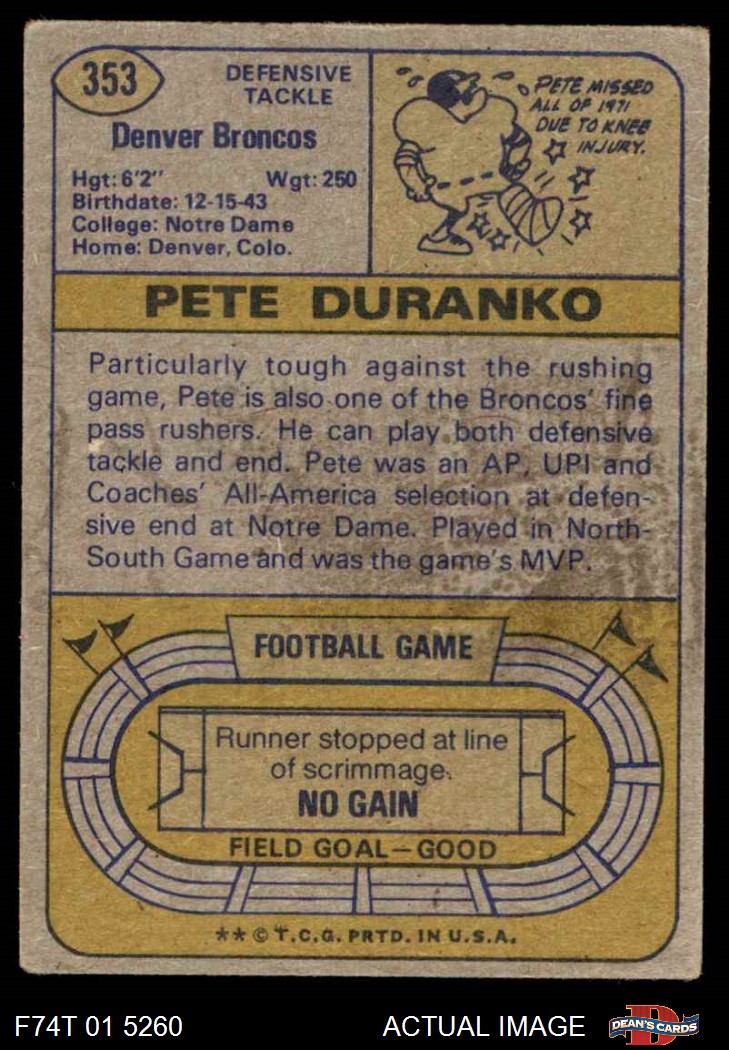 353
DEFENSIVE
TACKLE
Denver Broncos
Hgt: 6'2" Wgt: 250
Birthdate: 12-15-43
College: Notre Dame
Home: Denver, Colo.
PETE MISSED
ALL OF 1971
DUE TO KNEE
INJURY.
PETE DURANKO
Particularly tough against the rushing
game, Pete is also one of the Broncos' fine
pass rushers. He can play both defensive
tackle and end. Pete was an AP, UPI and
Coaches' All-America selection at defen-
sive end at Notre Dame. Played in North-
South Game and was the game's MVP.
FOOTBALL GAME
Runner stopped at line
of scrimmage.
NO GAIN
FIELD GOAL—GOOD
** © T.C.G. PRTD. IN U.S.A.
F74T 01 5260 ACTUAL IMAGE
D
DEAN'S CARDS